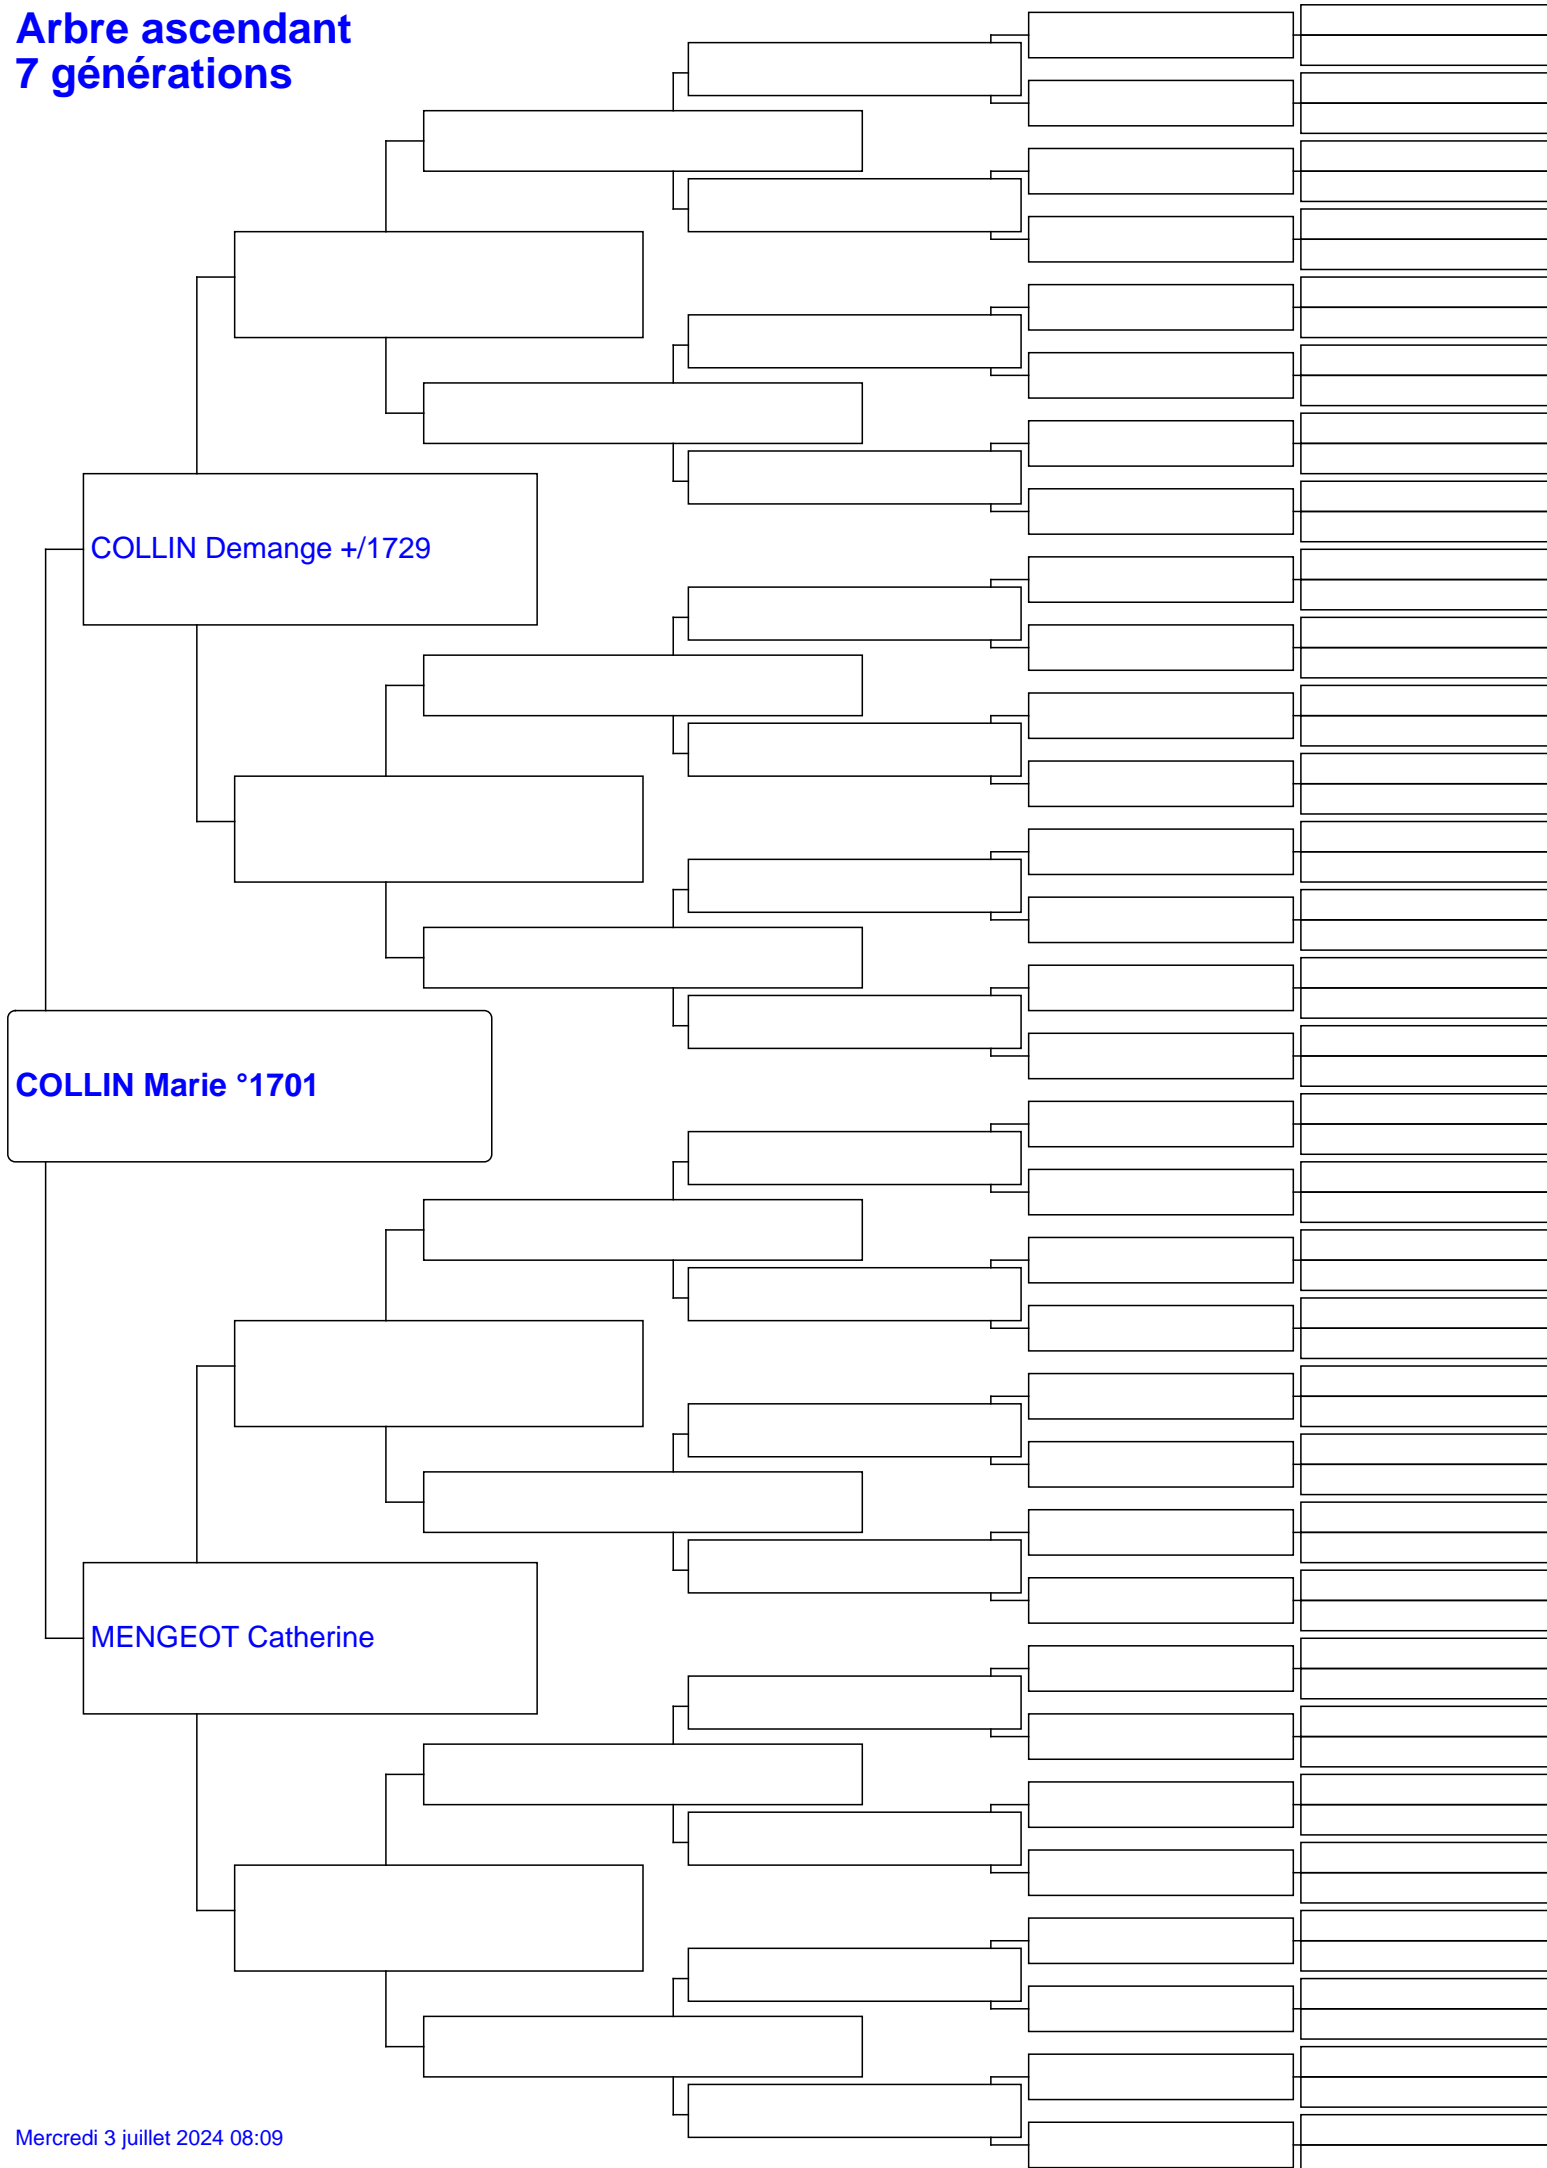 Arbre ascendant
7 générations
COLLIN Demange +/1729
COLLIN Marie °1701
MENGEOT Catherine
Mercredi 3 juillet 2024 08:09